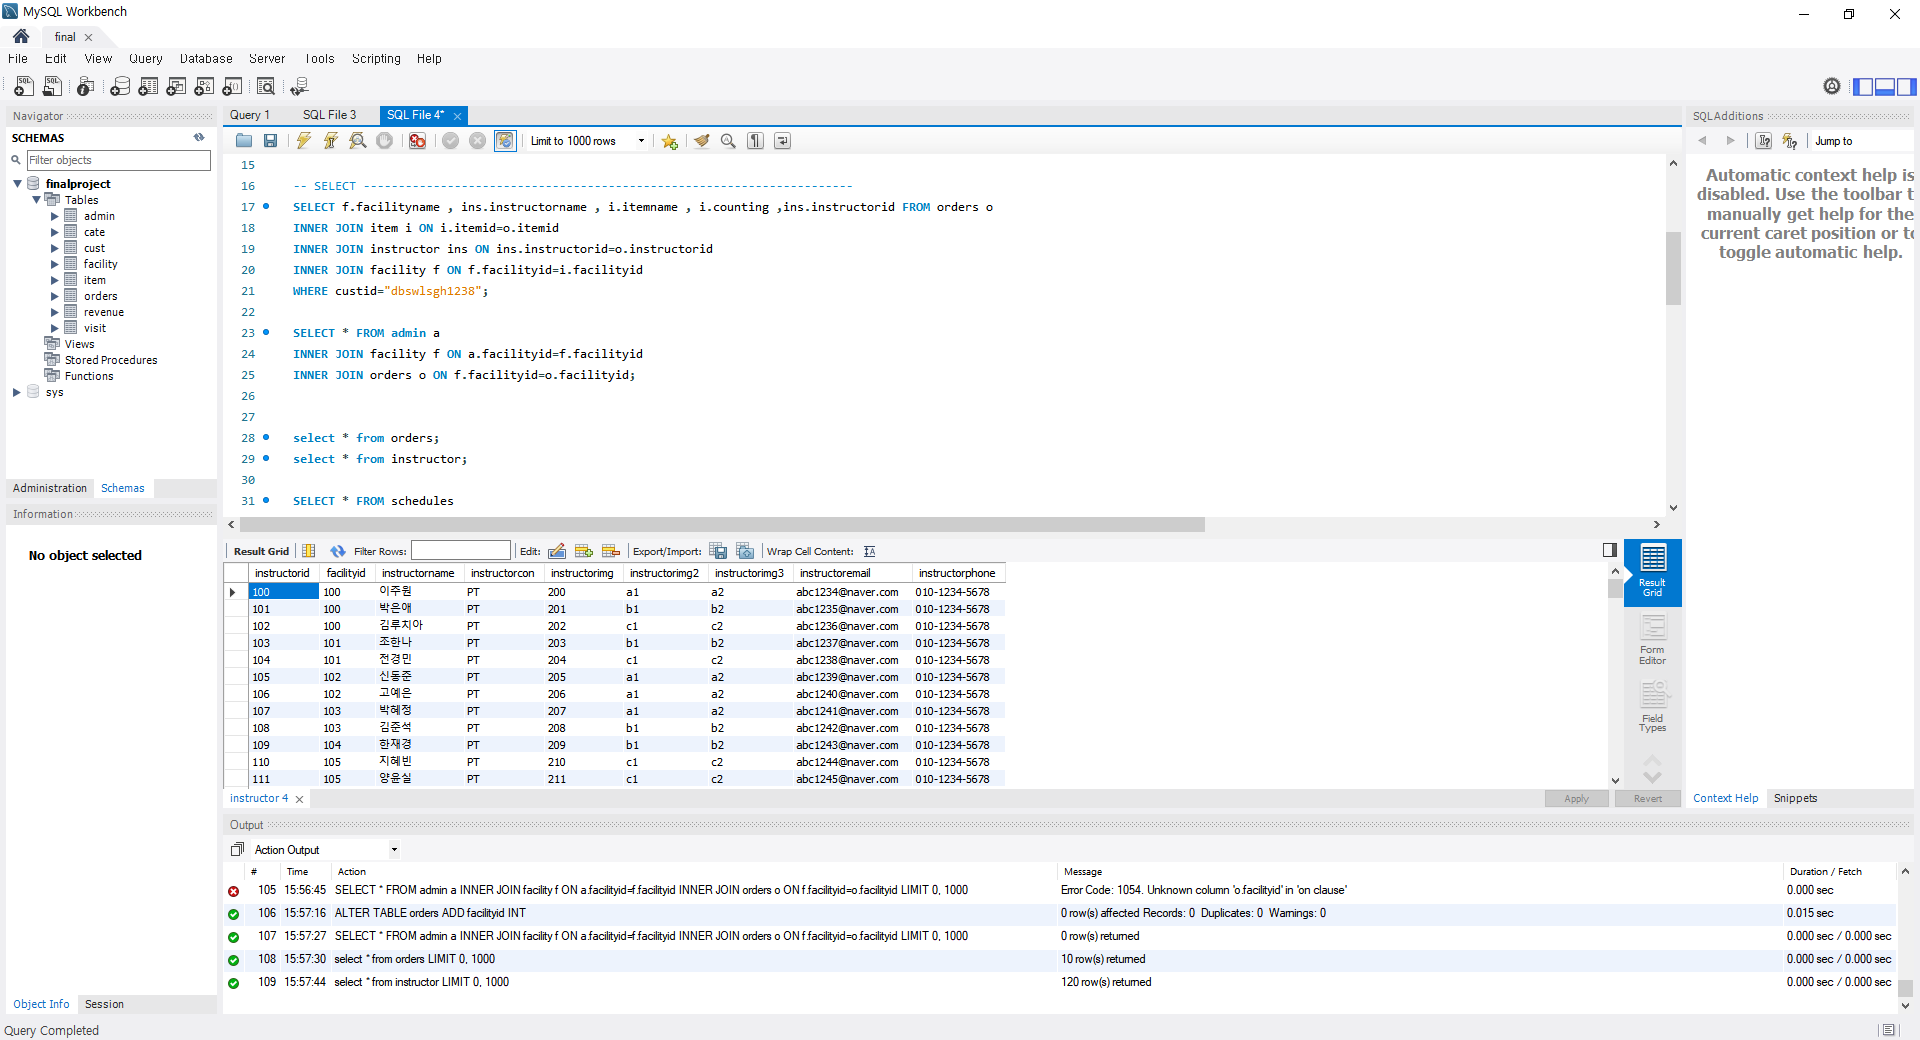 MySQL Workbench
final
File Edit View Query Database Server Tools Scripting Help
Navigator
SCHEMAS
Filter objects
finalproject
Tables
admin
cate
cust
facility
item
orders
revenue
visit
Views
Stored Procedures
Functions
sys
Administration Schemas
Information
No object selected
Object Info Session
Query 1 SQL File 3 SQL File 4*
Limit to 1000 rows
15
16 -- SELECT ----------------------------------------------------------------------
17 SELECT f.facilityname , ins.instructorname , i.itemname , i.counting ,ins.instructorid FROM orders o
18 INNER JOIN item i ON i.itemid=o.itemid
19 INNER JOIN instructor ins ON ins.instructorid=o.instructorid
20 INNER JOIN facility f ON f.facilityid=i.facilityid
21 WHERE custid="dbswlsgh1238";
22
23 SELECT * FROM admin a
24 INNER JOIN facility f ON a.facilityid=f.facilityid
25 INNER JOIN orders o ON f.facilityid=o.facilityid;
26
27
28 select * from orders;
29 select * from instructor;
30
31 SELECT * FROM schedules
Result Grid Filter Rows: Edit: Export/Import: Wrap Cell Content:
instructorid facilityid instructorname instructorcon instructorimg instructorimg2 instructorimg3 instructoremail instructorphone
100 100 이주원 PT 200 a1 a2 abc1234@naver.com 010-1234-5678
101 100 박은애 PT 201 b1 b2 abc1235@naver.com 010-1234-5678
102 100 김루치아 PT 202 c1 c2 abc1236@naver.com 010-1234-5678
103 101 조한나 PT 203 b1 b2 abc1237@naver.com 010-1234-5678
104 101 전경민 PT 204 c1 c2 abc1238@naver.com 010-1234-5678
105 102 신동준 PT 205 a1 a2 abc1239@naver.com 010-1234-5678
106 102 고예은 PT 206 a1 a2 abc1240@naver.com 010-1234-5678
107 103 박혜정 PT 207 a1 a2 abc1241@naver.com 010-1234-5678
108 103 김준석 PT 208 b1 b2 abc1242@naver.com 010-1234-5678
109 104 한재경 PT 209 b1 b2 abc1243@naver.com 010-1234-5678
110 105 지혜빈 PT 210 c1 c2 abc1244@naver.com 010-1234-5678
111 105 양윤실 PT 211 c1 c2 abc1245@naver.com 010-1234-5678
Result
Grid
Form
Editor
Field
Types
instructor 4 Apply Revert
SQLAdditions
Jump to
Automatic context help is
disabled. Use the toolbar t
manually get help for the
current caret position or to
toggle automatic help.
Context Help Snippets
Output
Action Output
# Time Action Message Duration / Fetch
105 15:56:45 SELECT * FROM admin a INNER JOIN facility f ON a.facilityid=f.facilityid INNER JOIN orders o ON f.facilityid=o.facilityid LIMIT 0, 1000 Error Code: 1054. Unknown column 'o.facilityid' in 'on clause' 0.000 sec
106 15:57:16 ALTER TABLE orders ADD facilityid INT 0 row(s) affected Records: 0 Duplicates: 0 Warnings: 0 0.015 sec
107 15:57:27 SELECT * FROM admin a INNER JOIN facility f ON a.facilityid=f.facilityid INNER JOIN orders o ON f.facilityid=o.facilityid LIMIT 0, 1000 0 row(s) returned 0.000 sec / 0.000 sec
108 15:57:30 select * from orders LIMIT 0, 1000 10 row(s) returned 0.000 sec / 0.000 sec
109 15:57:44 select * from instructor LIMIT 0, 1000 120 row(s) returned 0.000 sec / 0.000 sec
Query Completed